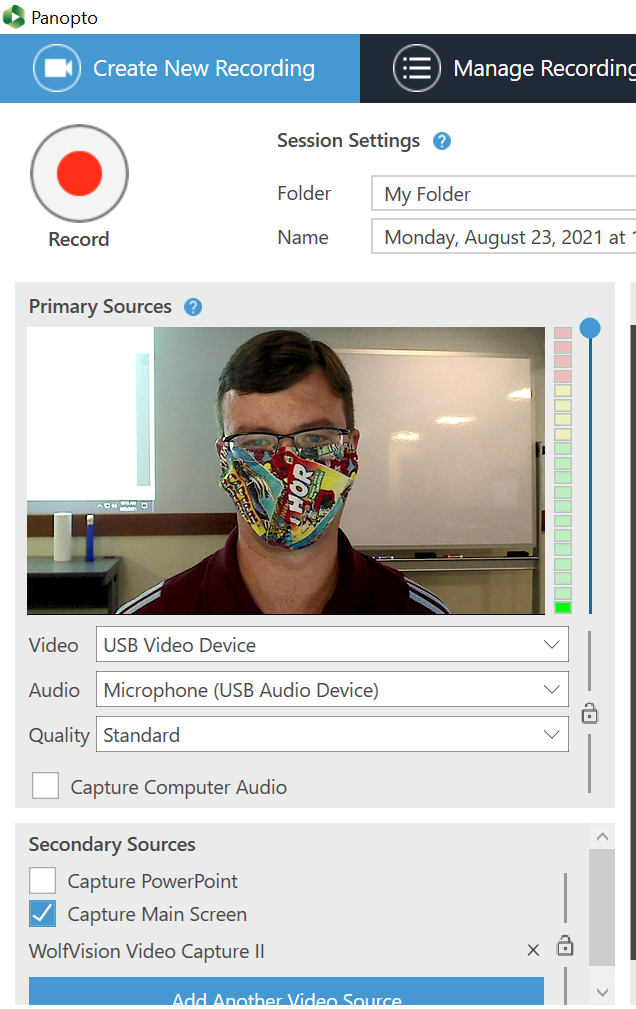 Panopto
Create New Recording
Manage Recording
Session Settings ?
Folder My Folder
Name Monday, August 23, 2021 at 1
Record
Primary Sources ?
THOR
Video USB Video Device
Audio Microphone (USB Audio Device)
Quality Standard
Capture Computer Audio
Secondary Sources
Capture PowerPoint
Capture Main Screen
WolfVision Video Capture II
Add Another Video Source